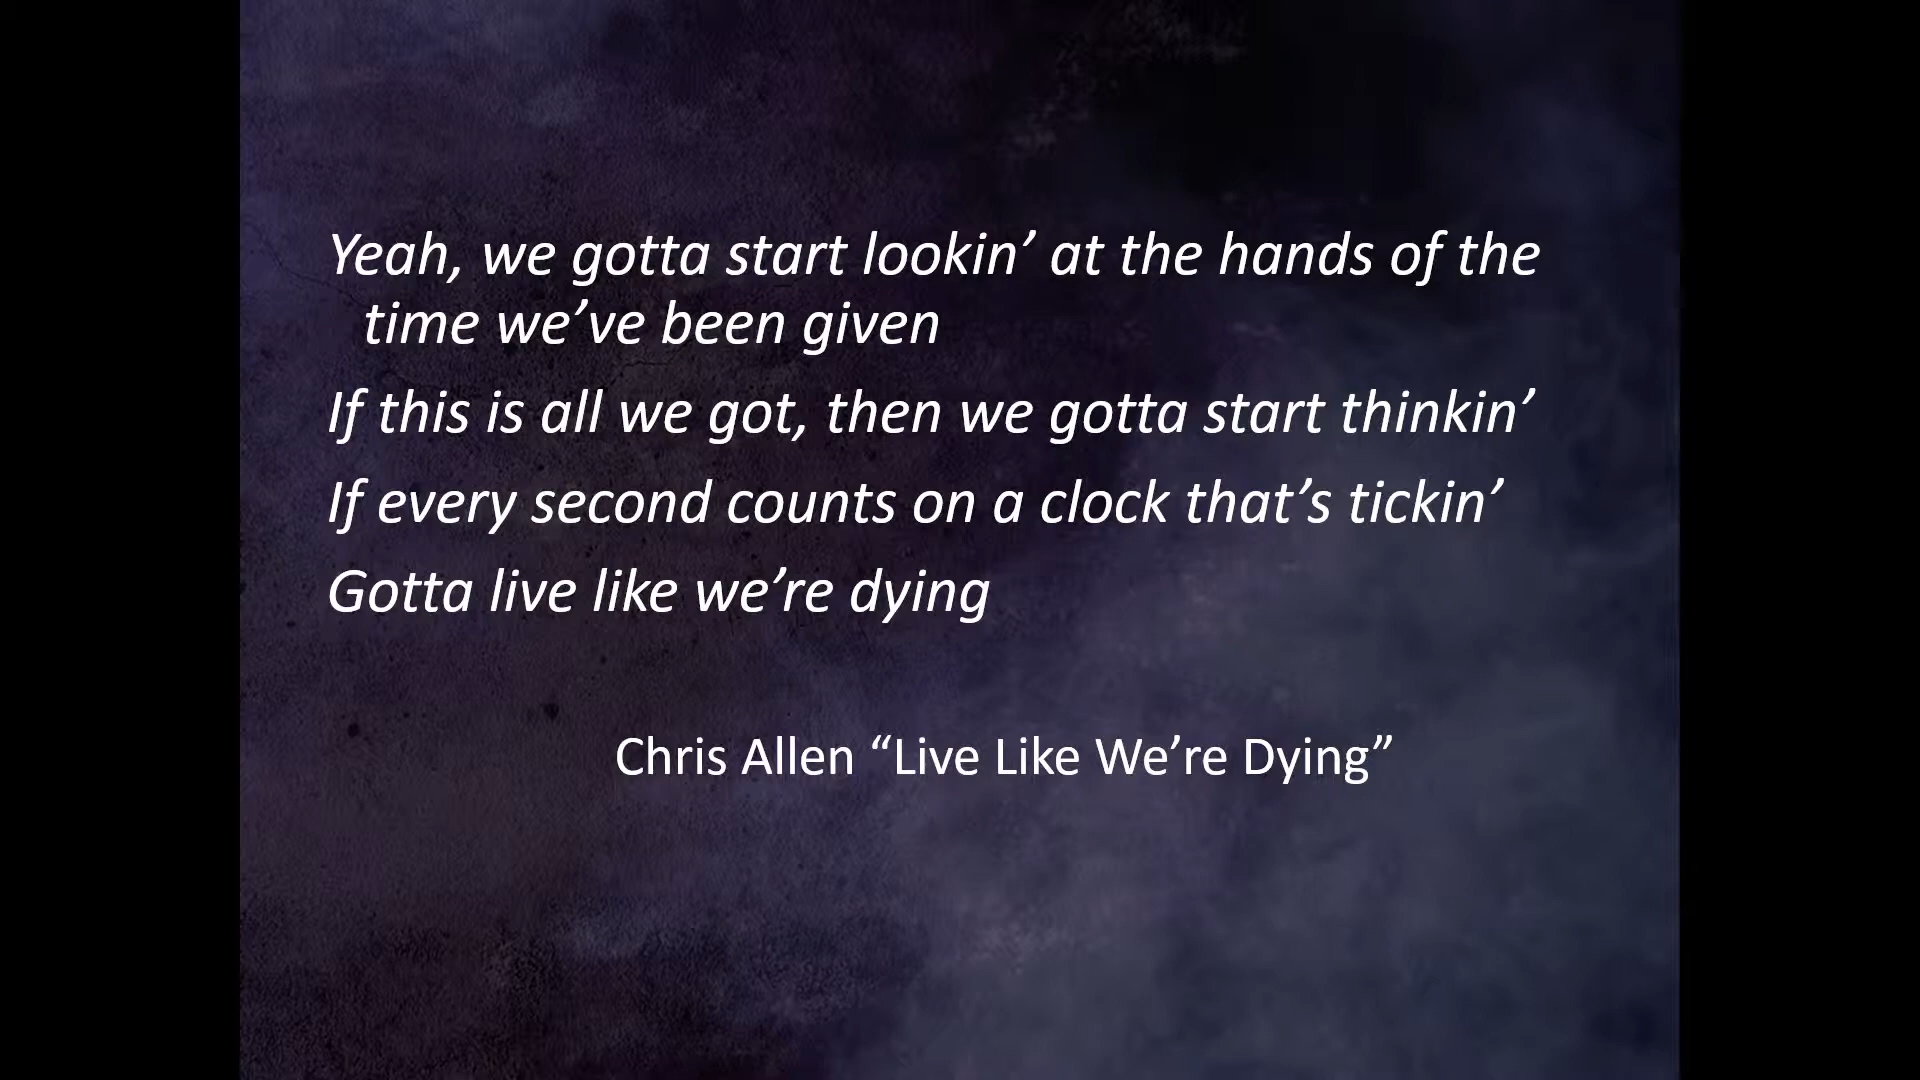 Yeah, we gotta start lookin’ at the hands of the
time we’ve been given
If this is all we got, then we gotta start thinkin’
If every second counts on a clock that’s tickin’
Gotta live like we’re dying
Chris Allen “Live Like We’re Dying”